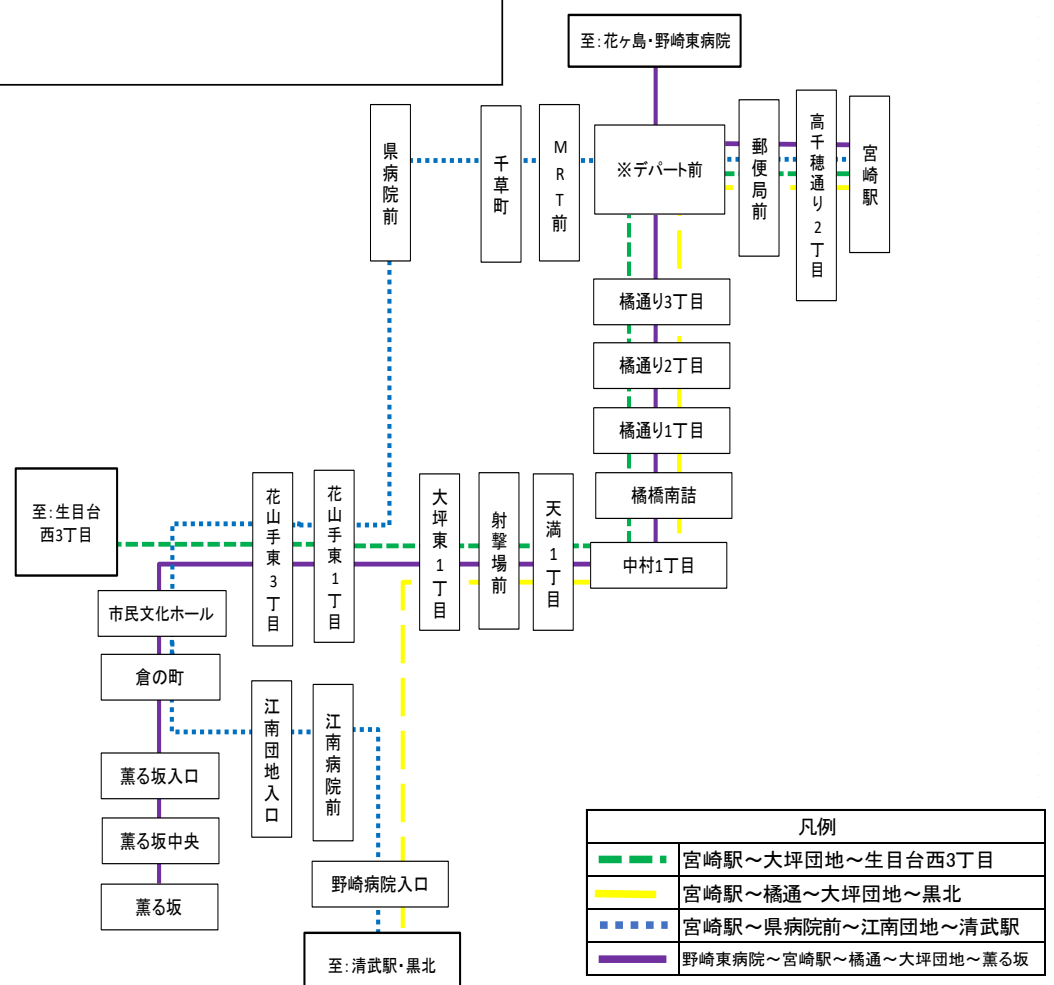 至:花ヶ島・野崎東病院
県病院前
千草町
MRT前
※デパート前
郵便局前
高千穂通り2丁目
宮崎駅
橘通り3丁目
橘通り2丁目
橘通り1丁目
橘橋南詰
中村1丁目
至:生目台
西3丁目
花山手東3丁目
花山手東1丁目
大坪東1丁目
射撃場前
天満1丁目
市民文化ホール
倉の町
江南団地入口
江南病院前
薫る坂入口
薫る坂中央
薫る坂
野崎病院入口
至:清武駅・黒北
凡例
宮崎駅～大坪団地～生目台西3丁目
宮崎駅～橘通～大坪団地～黒北
宮崎駅～県病院前～江南団地～清武駅
野崎東病院～宮崎駅～橘通～大坪団地～薫る坂